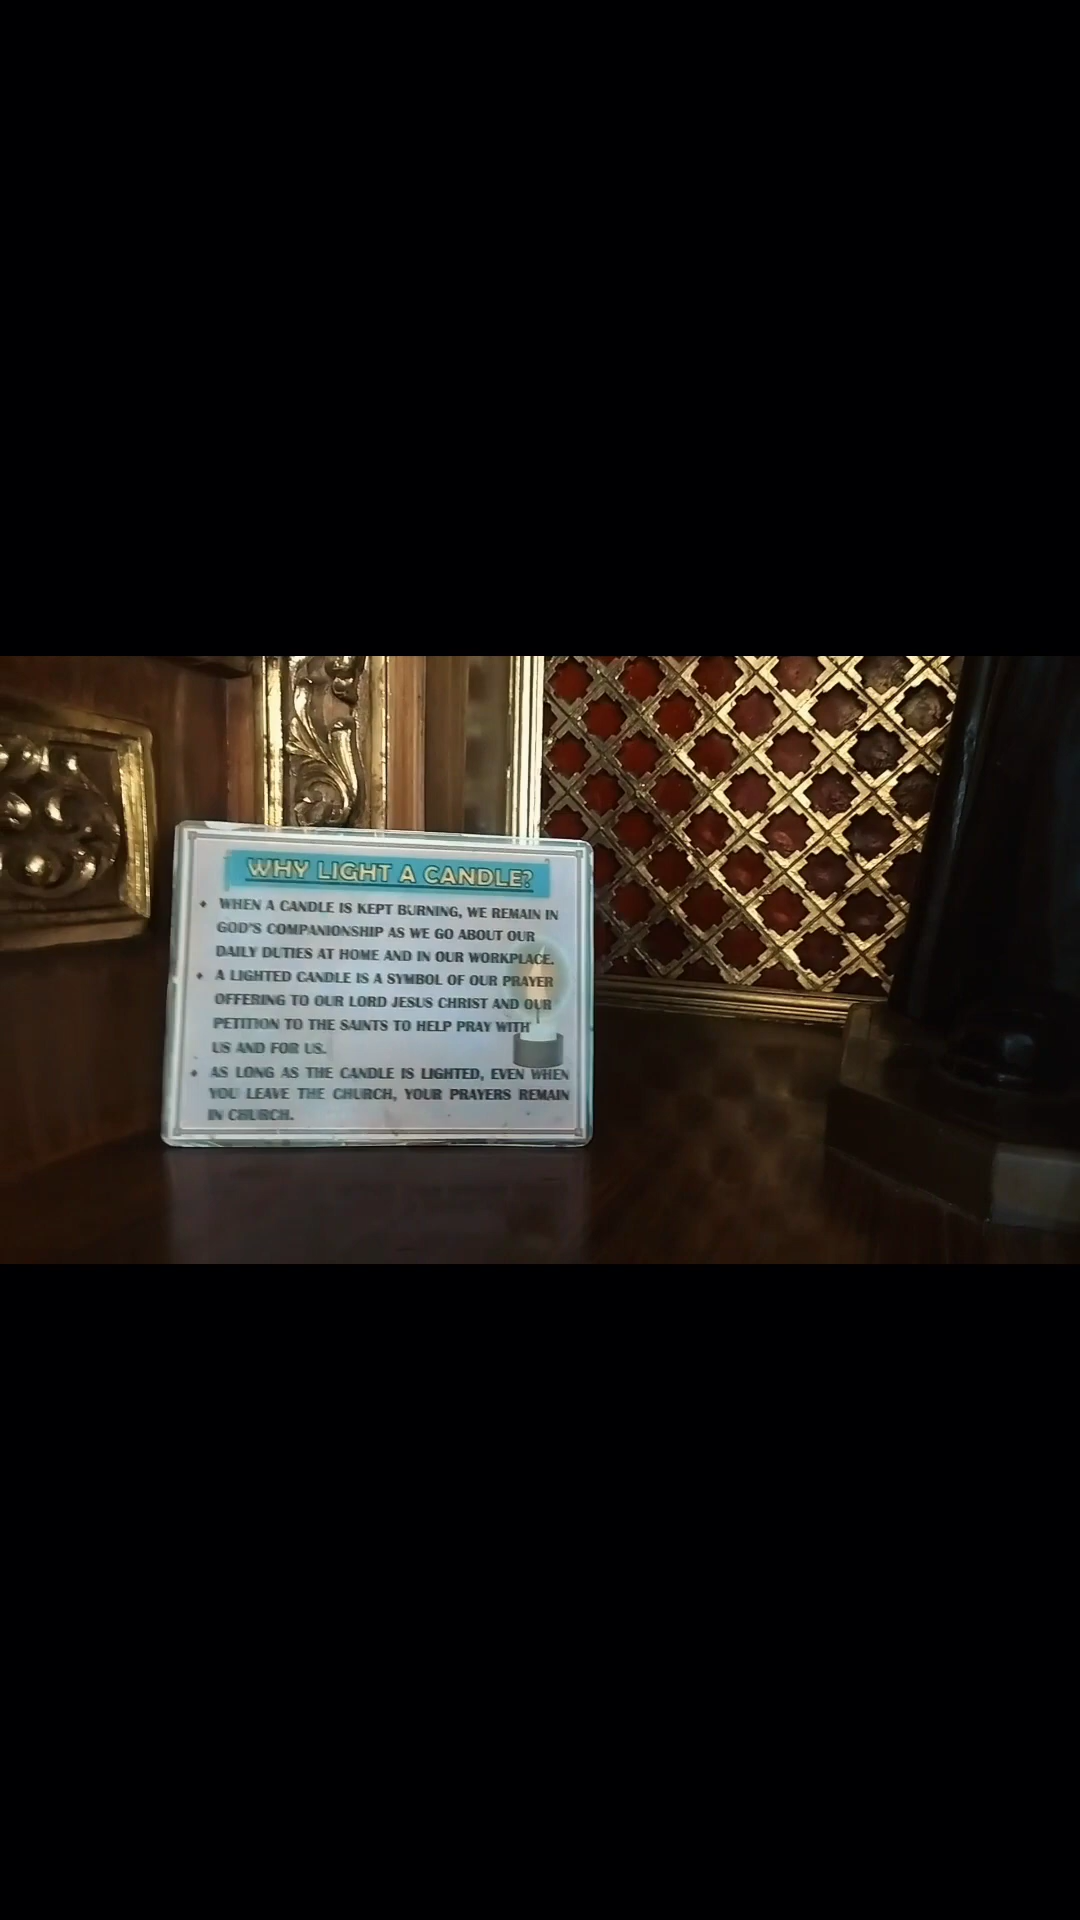 WHY LIGHT A CANDLE?
• WHEN A CANDLE IS KEPT BURNING, WE REMAIN IN
GOD'S COMPANIONSHIP AS WE GO ABOUT OUR
DAILY DUTIES AT HOME AND IN OUR WORKPLACE.
• A LIGHTED CANDLE IS A SYMBOL OF OUR PRAYER
OFFERING TO OUR LORD JESUS CHRIST AND OUR
PETITION TO THE SAINTS TO HELP PRAY WITH
US AND FOR US.
• AS LONG AS THE CANDLE IS LIGHTED, EVEN WHEN
YOU LEAVE THE CHURCH, YOUR PRAYERS REMAIN
IN CHURCH.